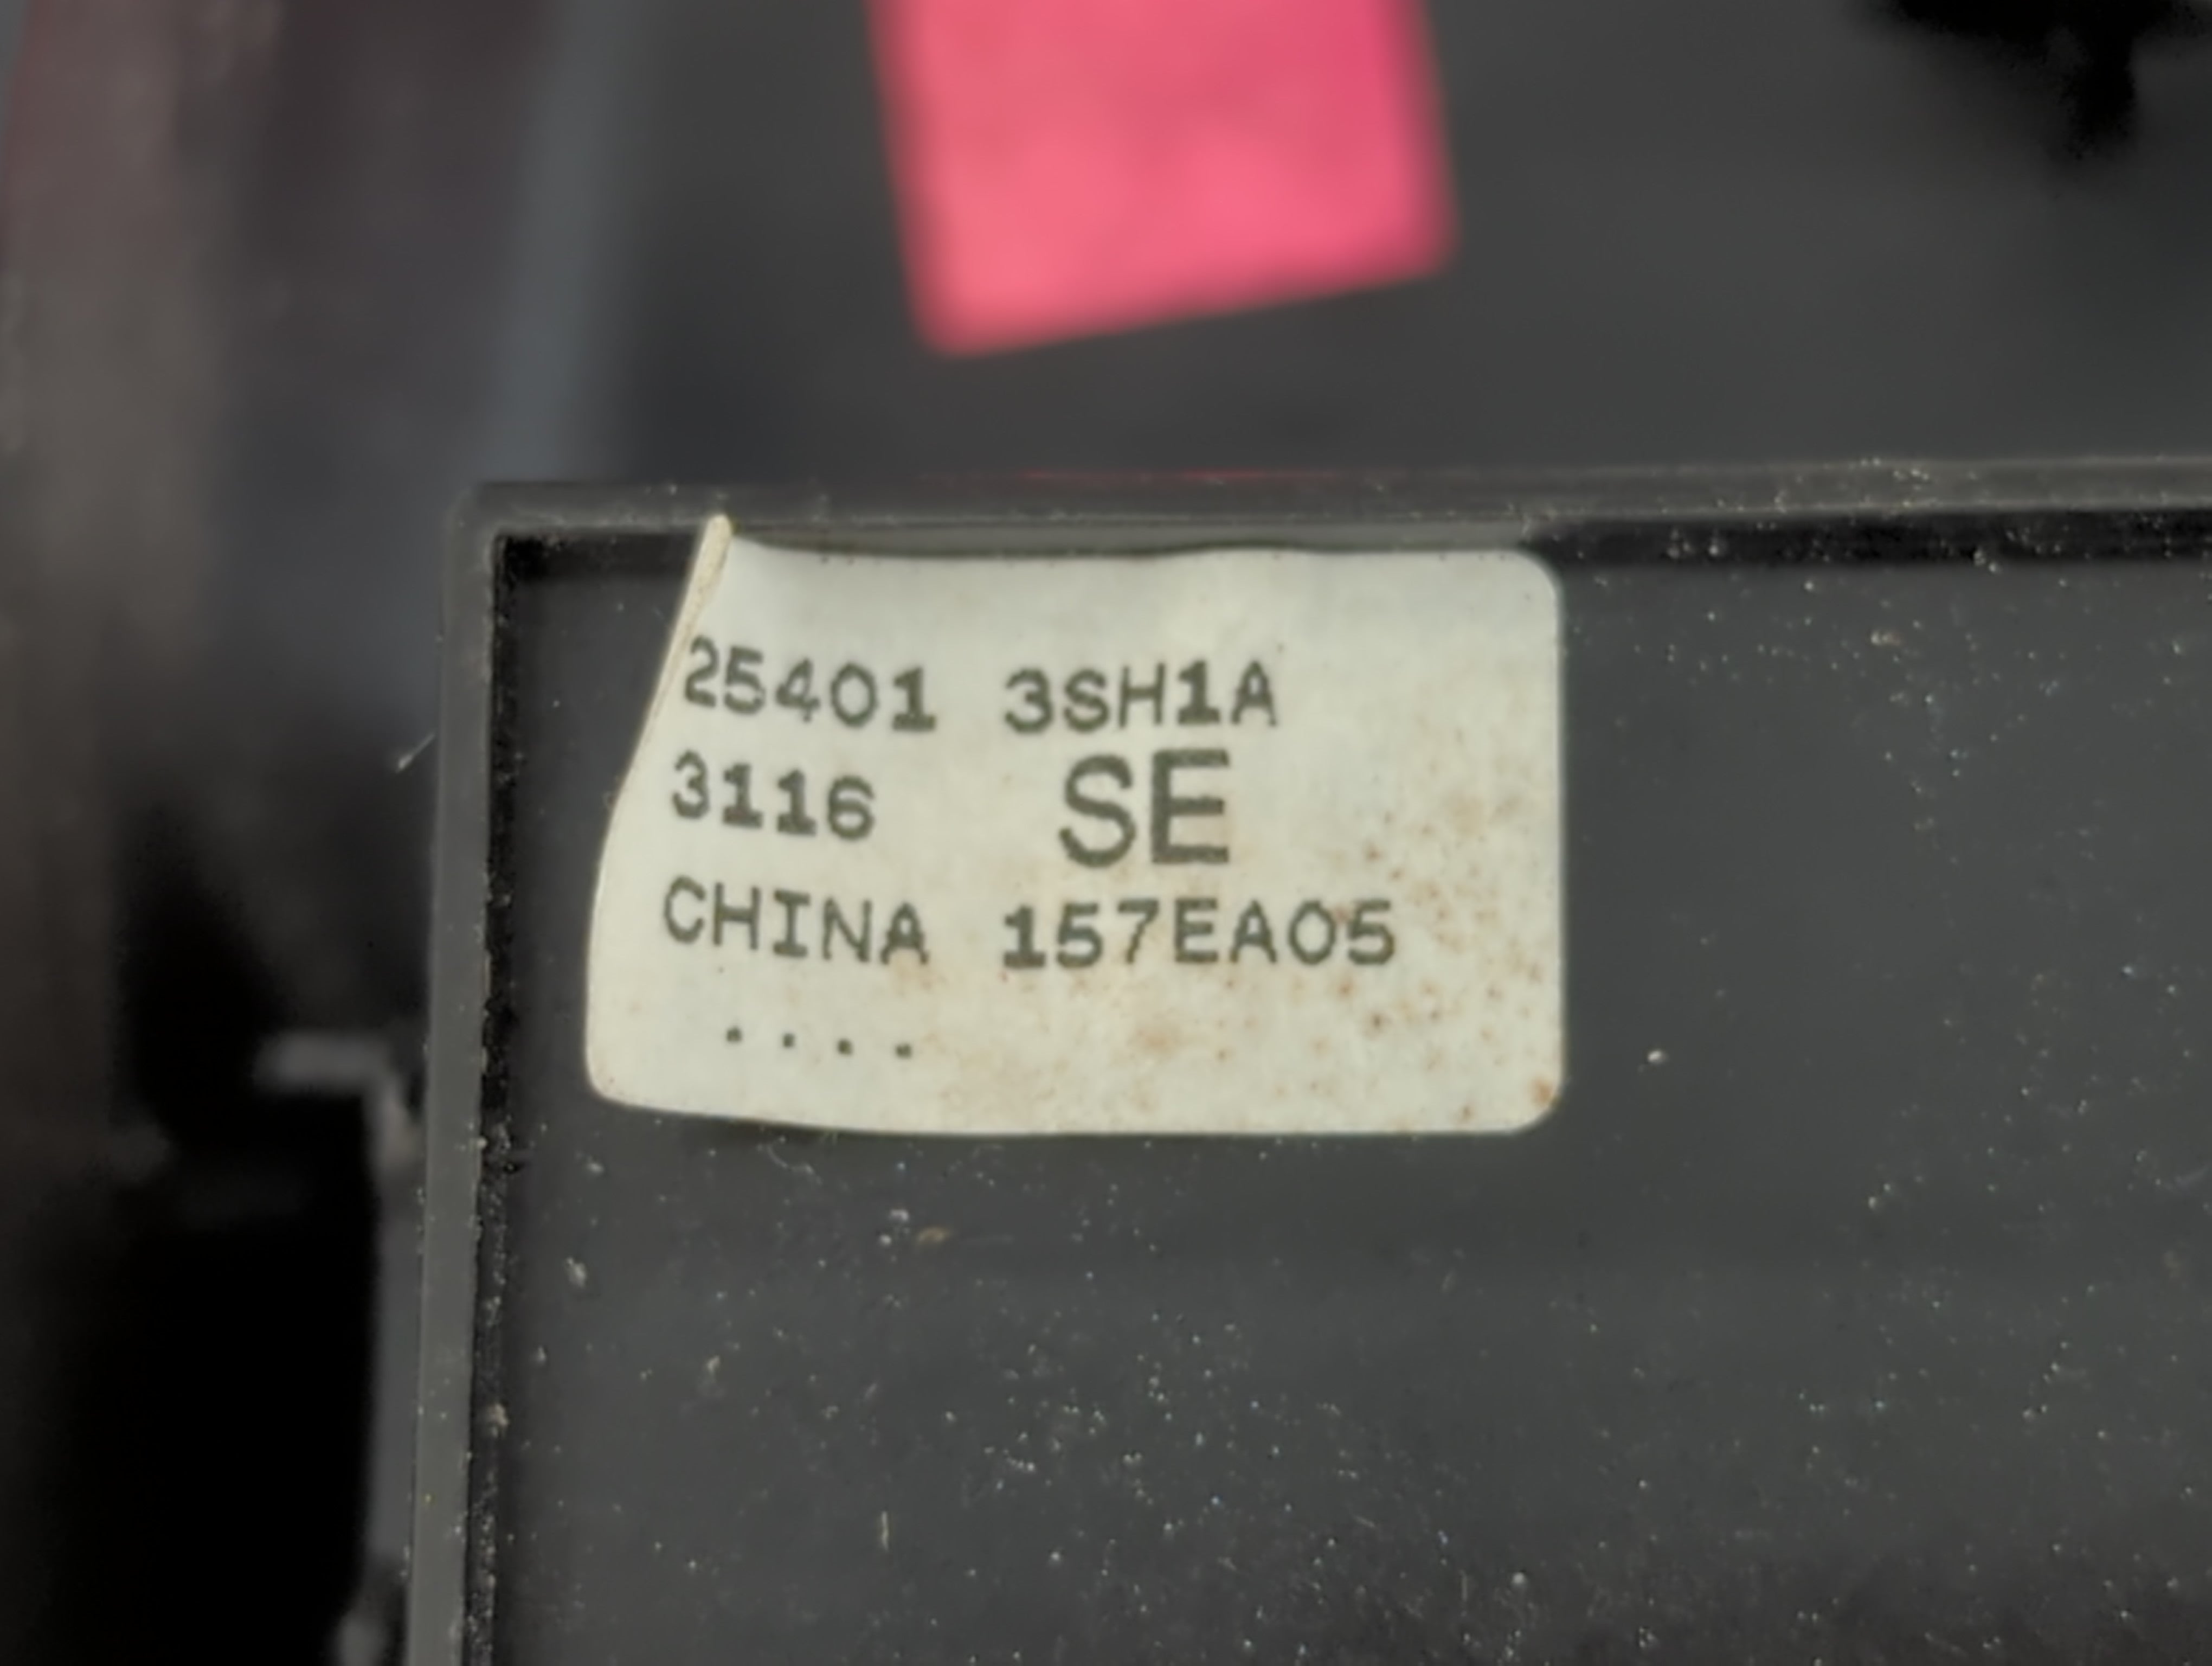 25401 3SH1A
3116 SE
CHINA 157EA05
....